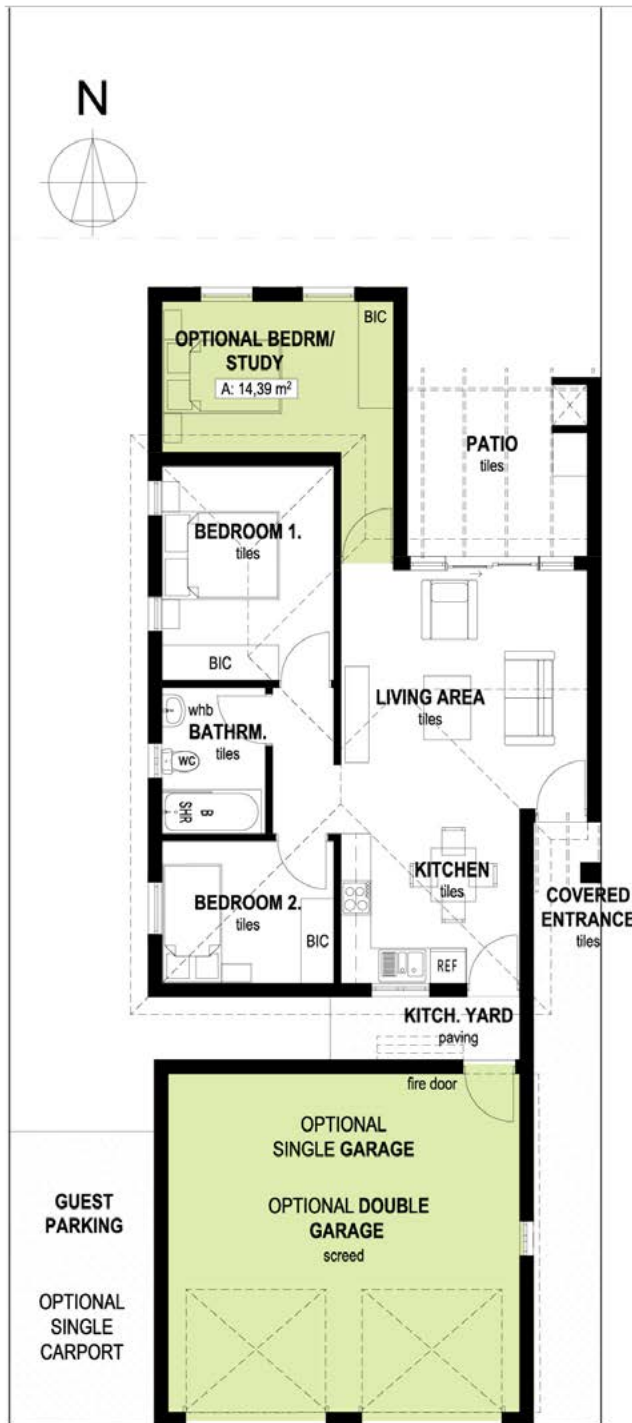 N
OPTIONAL BEDRM/
STUDY
A: 14,39 m²
BIC
PATIO
tiles
BEDROOM 1.
tiles
BIC
LIVING AREA
tiles
whb
BATHRM.
tiles
WC
B
SHR
KITCHEN
tiles
BEDROOM 2.
tiles
BIC
REF
COVERED
ENTRANCE
tiles
KITCH. YARD
paving
fire door
OPTIONAL
SINGLE GARAGE
OPTIONAL DOUBLE
GARAGE
screed
GUEST
PARKING
OPTIONAL
SINGLE
CARPORT